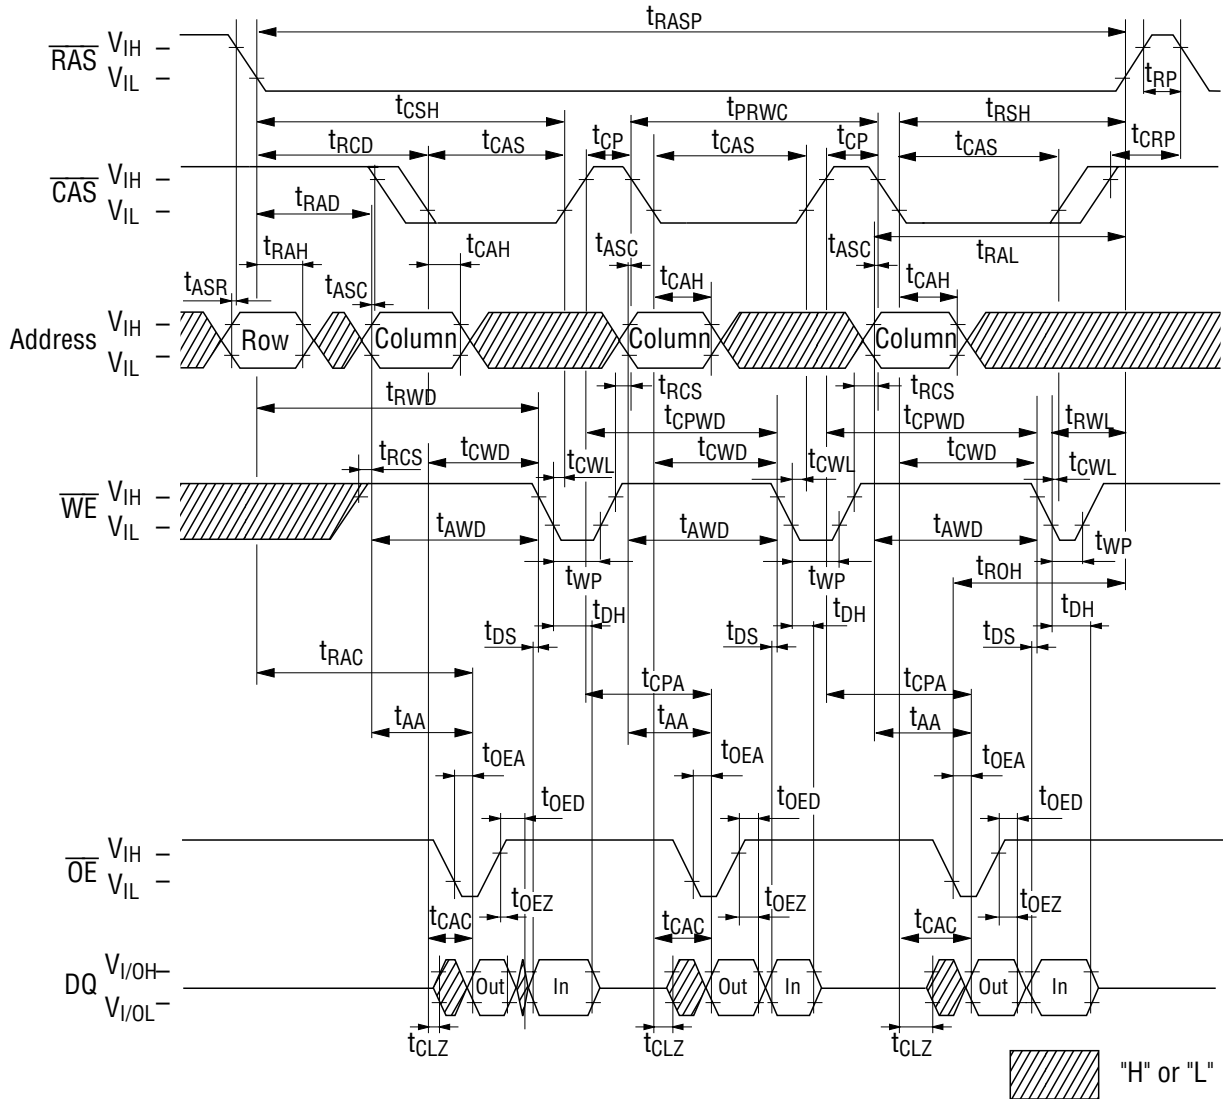 tRASP
RAS VIH
VIL
tRP
tCSH tPRWC tRSH
tRCD tCAS tCP tCAS tCP tCAS tCRP
CAS VIH
VIL
tRAD
tRAH tCAH tASC tASC tRAL
tASR tASC tCAH tCAH
Address VIH
VIL
Row Column Column Column
tRCS tRCS
tRWD tCPWD tCPWD tRWL
tRCS tCWD tCWL tCWD tCWL tCWD tCWL
WE VIH
VIL
tAWD tAWD tAWD
tWP tWP tROH tWP
tDS tDH tDS tDH tDS tDH
tRAC tCPA tCPA
tAA tAA tAA
tOEA tOEA tOEA
tOED tOED tOED
OE VIH
VIL
tCAC tOEZ tCAC tOEZ tCAC tOEZ
DQ VI/OH
VI/OL
Out In Out In Out In
tCLZ tCLZ tCLZ
"H" or "L"